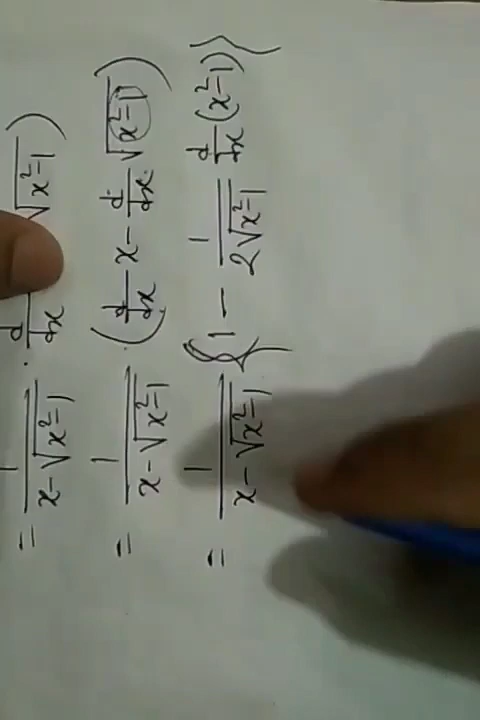 = 1/(x-√(x²-1)) · d/dx √(x²-1))
= 1/(x-√(x²-1)) · (d/dx x - d/dx √(x²-1))
= 1/(x-√(x²-1)) {1 - 1/(2√(x²-1)) d/dx (x²-1)}